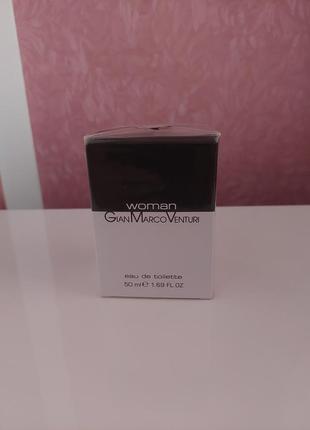 woman
GianMarcoVenturi
eau de toilette
50 ml e 1.69 FL OZ